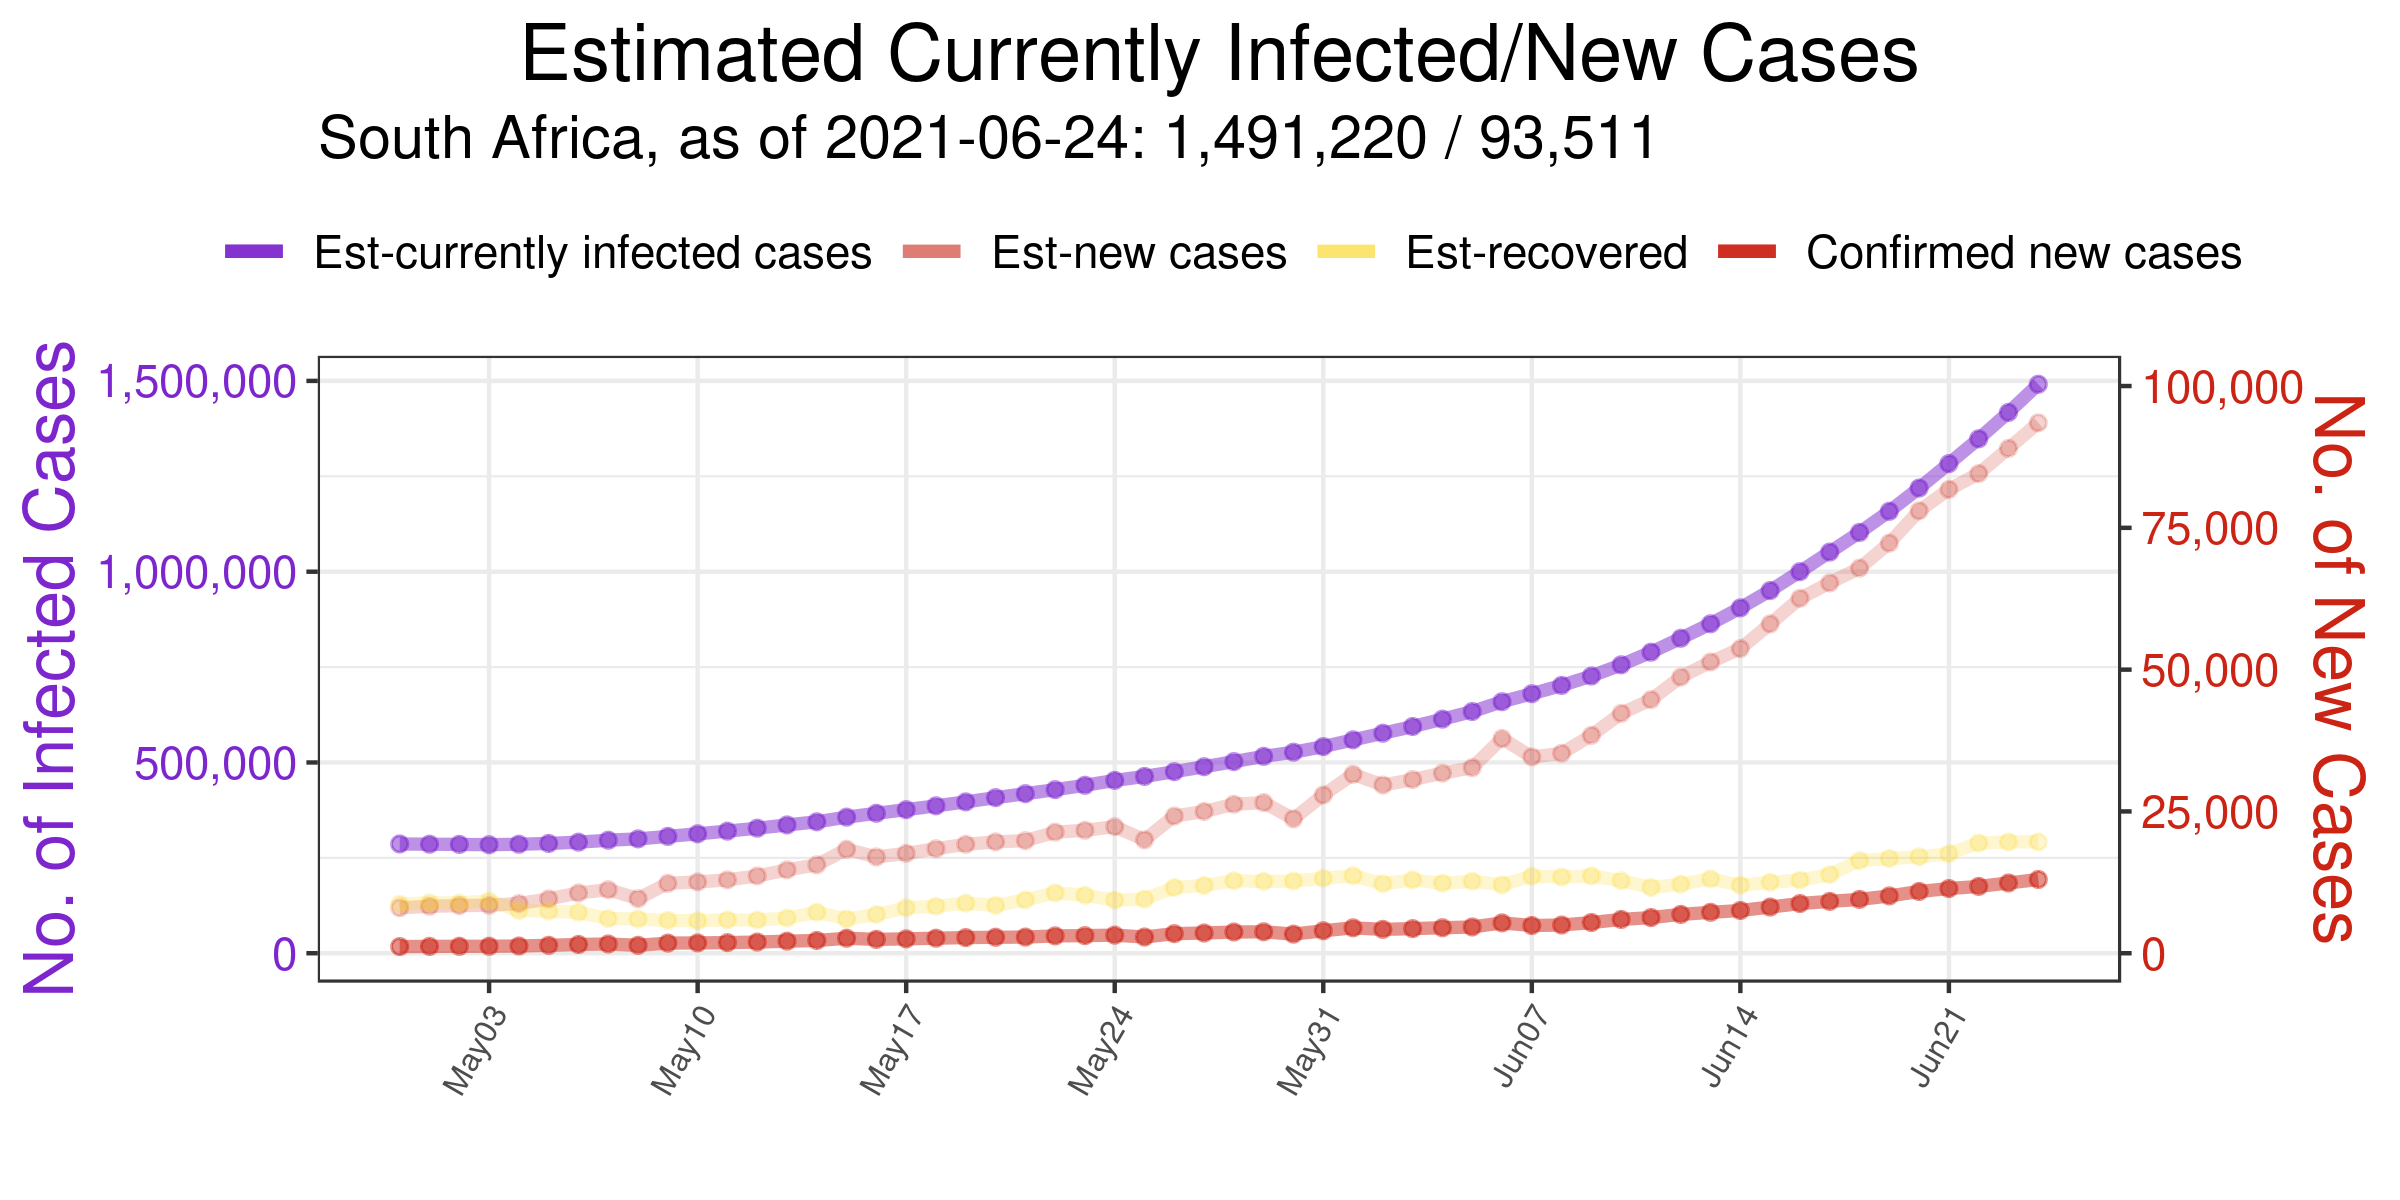 Estimated Currently Infected/New Cases
South Africa, as of 2021-06-24: 1,491,220 / 93,511
Est-currently infected cases Est-new cases Est-recovered Confirmed new cases
No. of Infected Cases
1,500,000
1,000,000
500,000
0
100,000
75,000
50,000
25,000
0
No. of New Cases
May03 May10 May17 May24 May31 Jun07 Jun14 Jun21